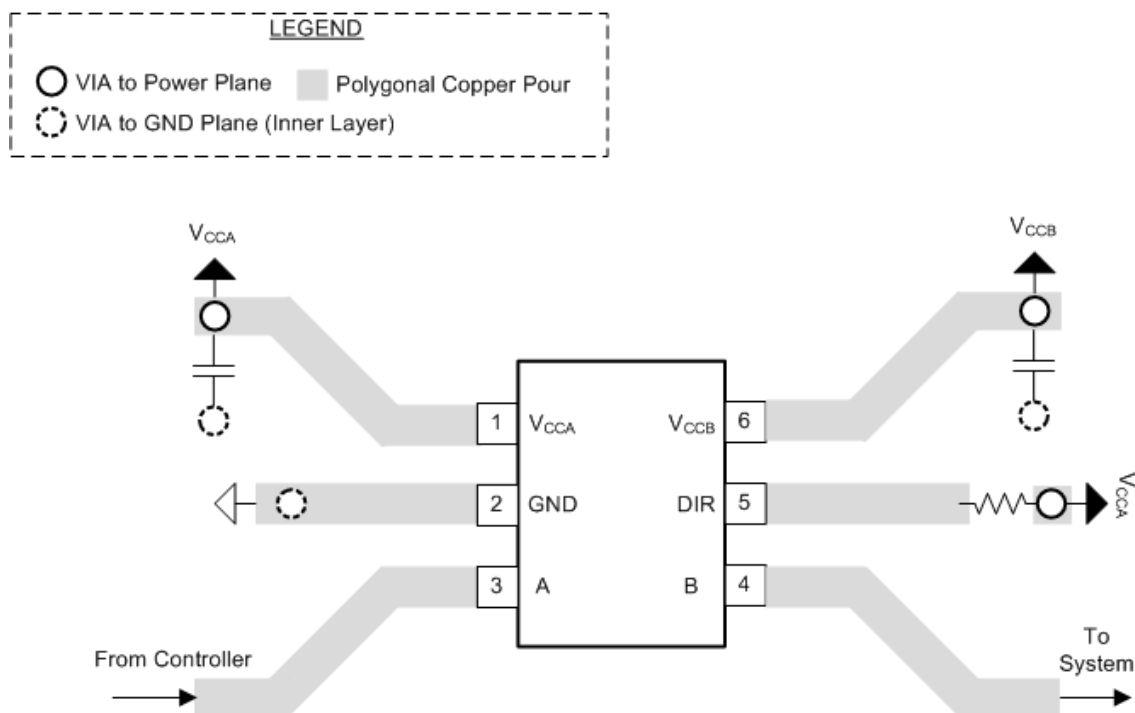 LEGEND
VIA to Power Plane
Polygonal Copper Pour
VIA to GND Plane (Inner Layer)
VCCA
VCCB
1
VCCA
VCCB
6
2
GND
DIR
5
VCCA
3
A
B
4
From Controller
To
System